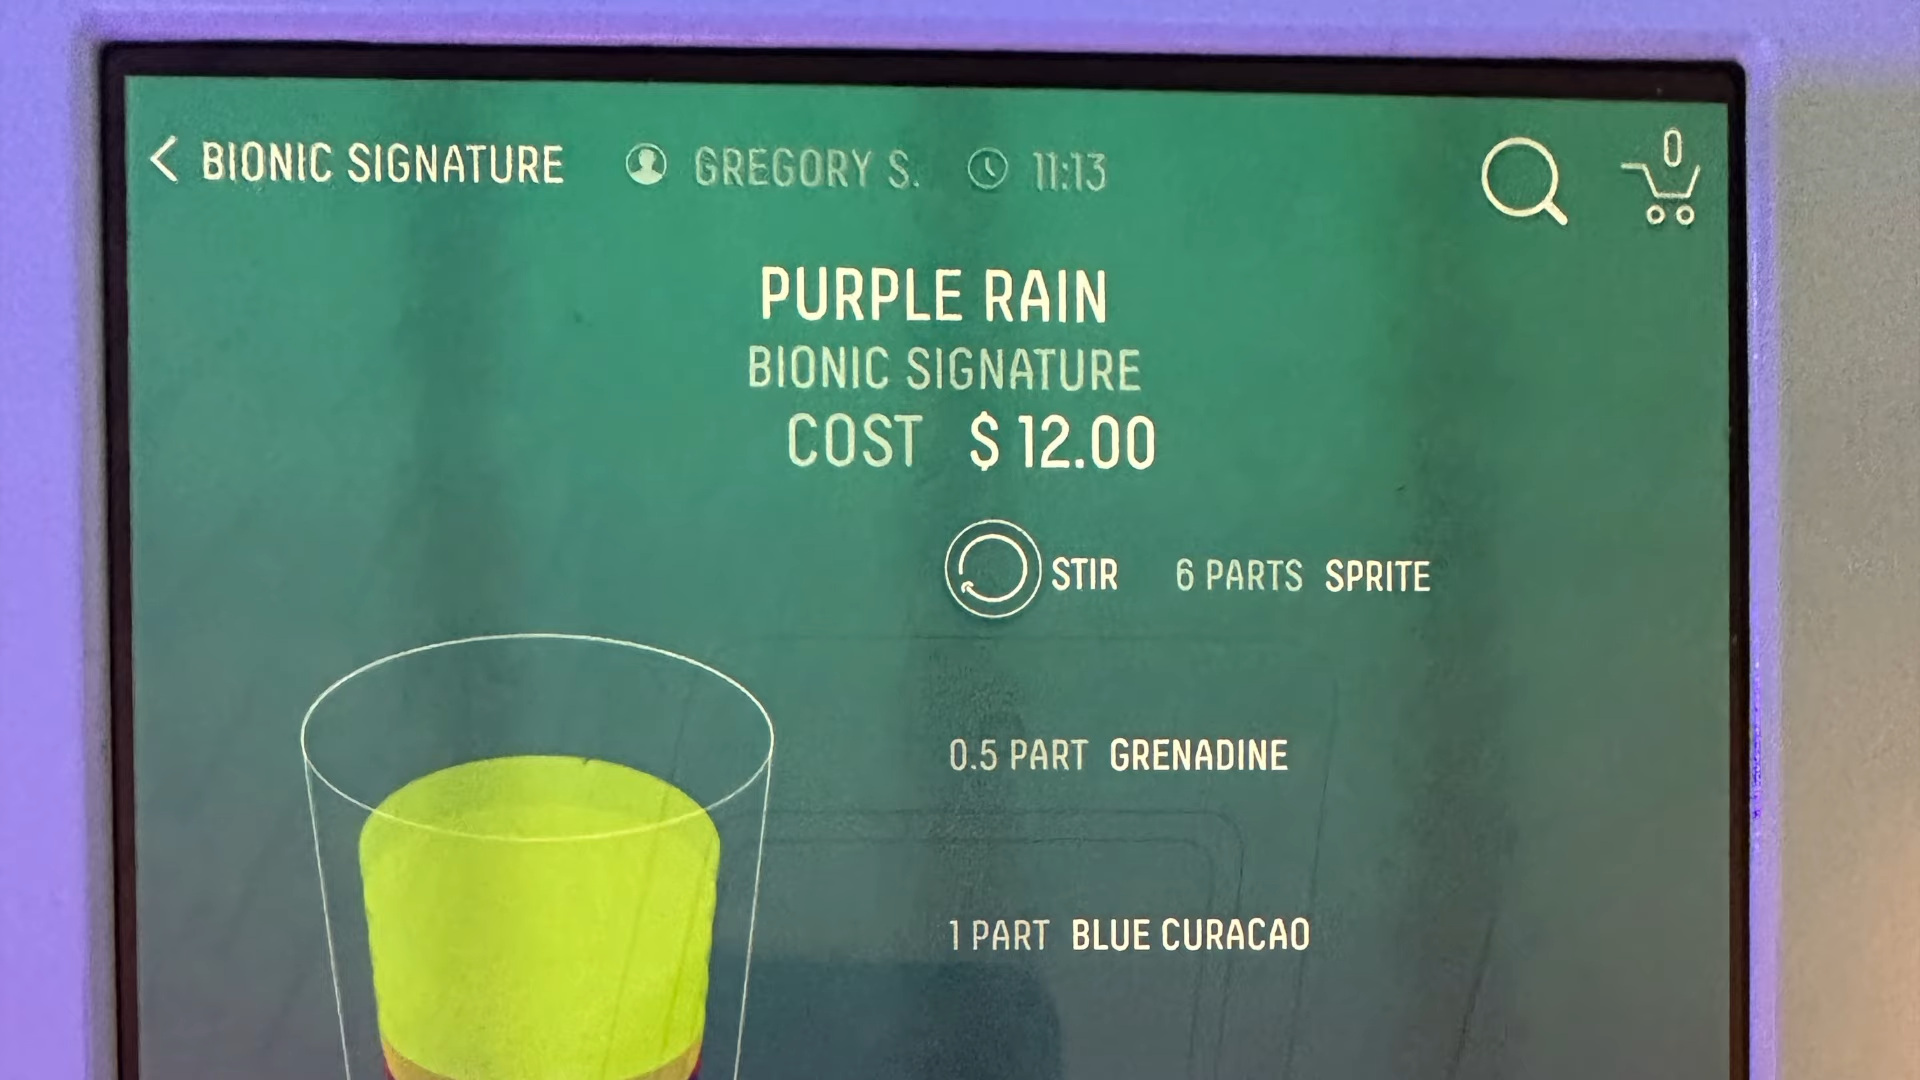 BIONIC SIGNATURE GREGORY S. 11:13 0
PURPLE RAIN
BIONIC SIGNATURE
COST $ 12.00
STIR 6 PARTS SPRITE
0.5 PART GRENADINE
1 PART BLUE CURACAO